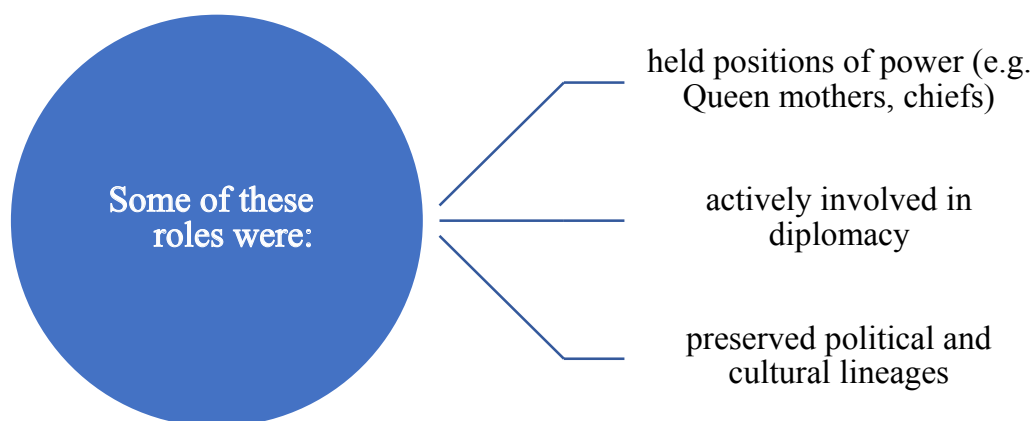 Some of these
roles were:
held positions of power (e.g.
Queen mothers, chiefs)
actively involved in
diplomacy
preserved political and
cultural lineages